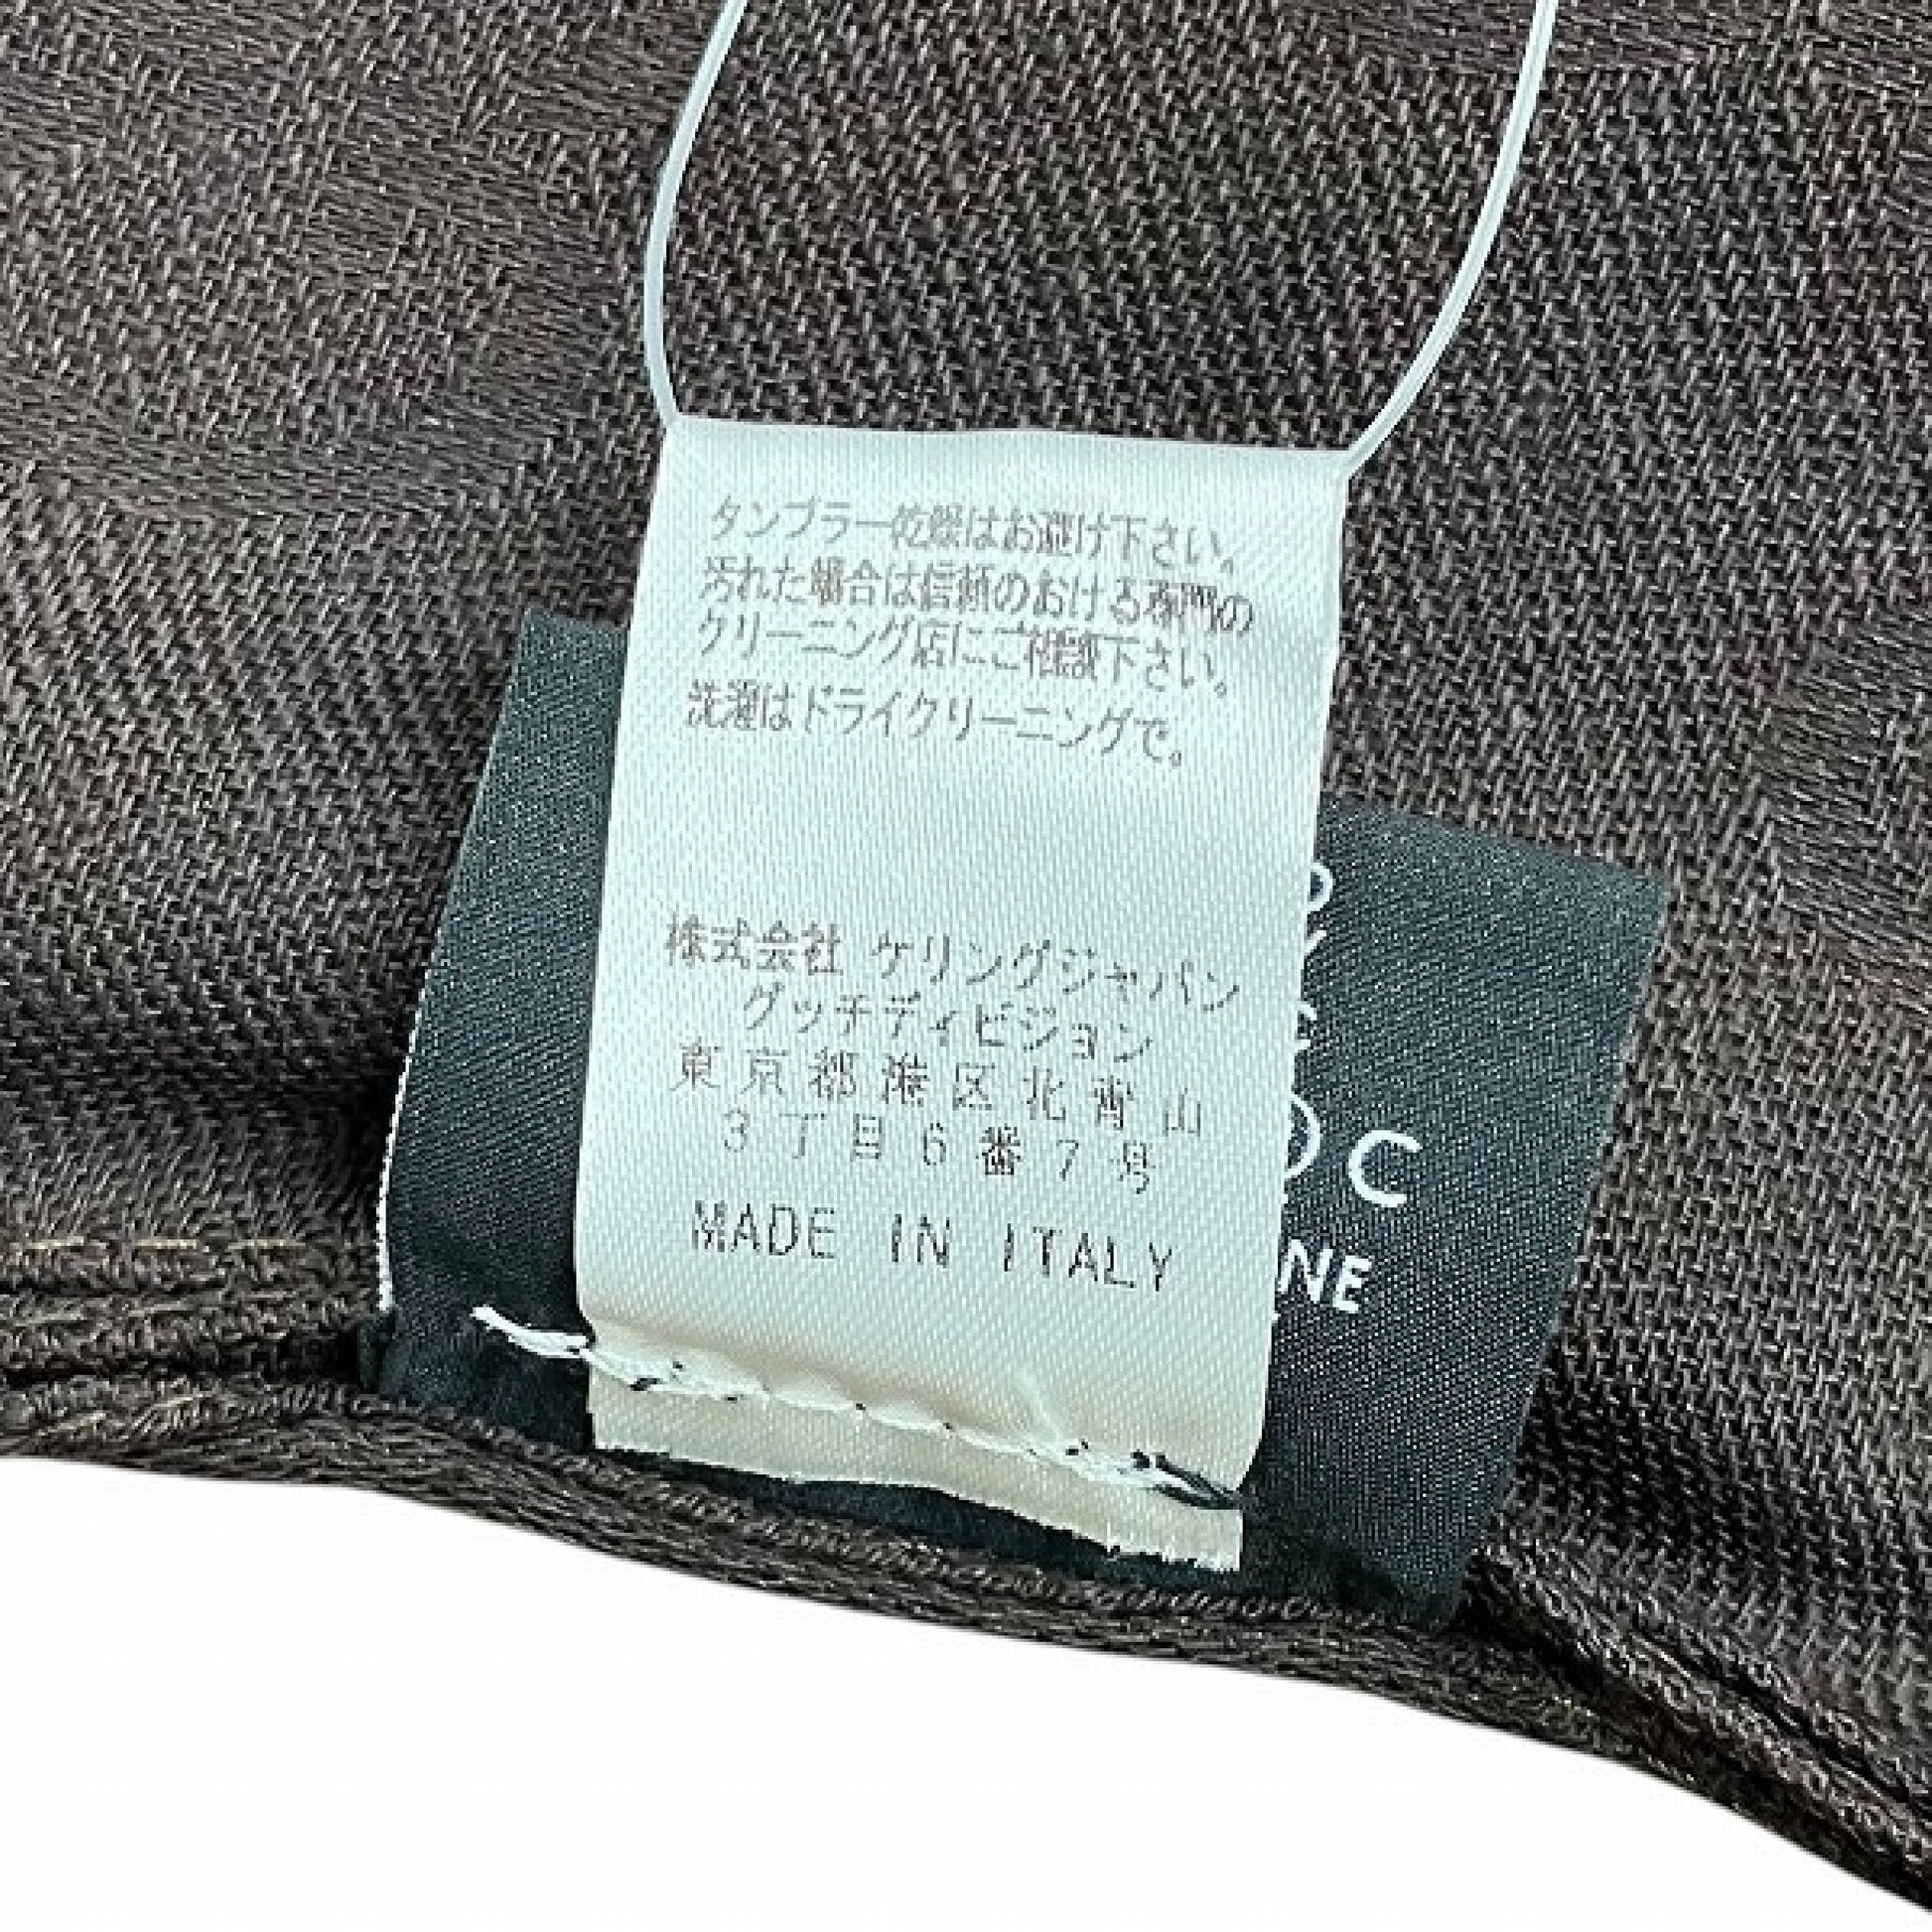 タンブラー乾燥はお避け下さい。
汚れた場合は信頼のおける専門の
クリーニング店にご相談下さい。
洗濯はドライクリーニングで。
株式会社 ケリングジャパン
グッチディビジョン
東京都港区北青山
3丁目6番7号
MADE IN ITALY
C
NE